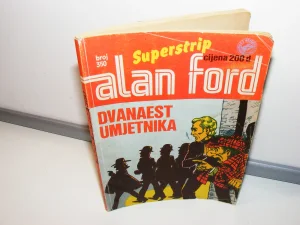 Superstrip
broj
390
cijena 200 d
alan ford
DVANAEST
UMJETNIKA